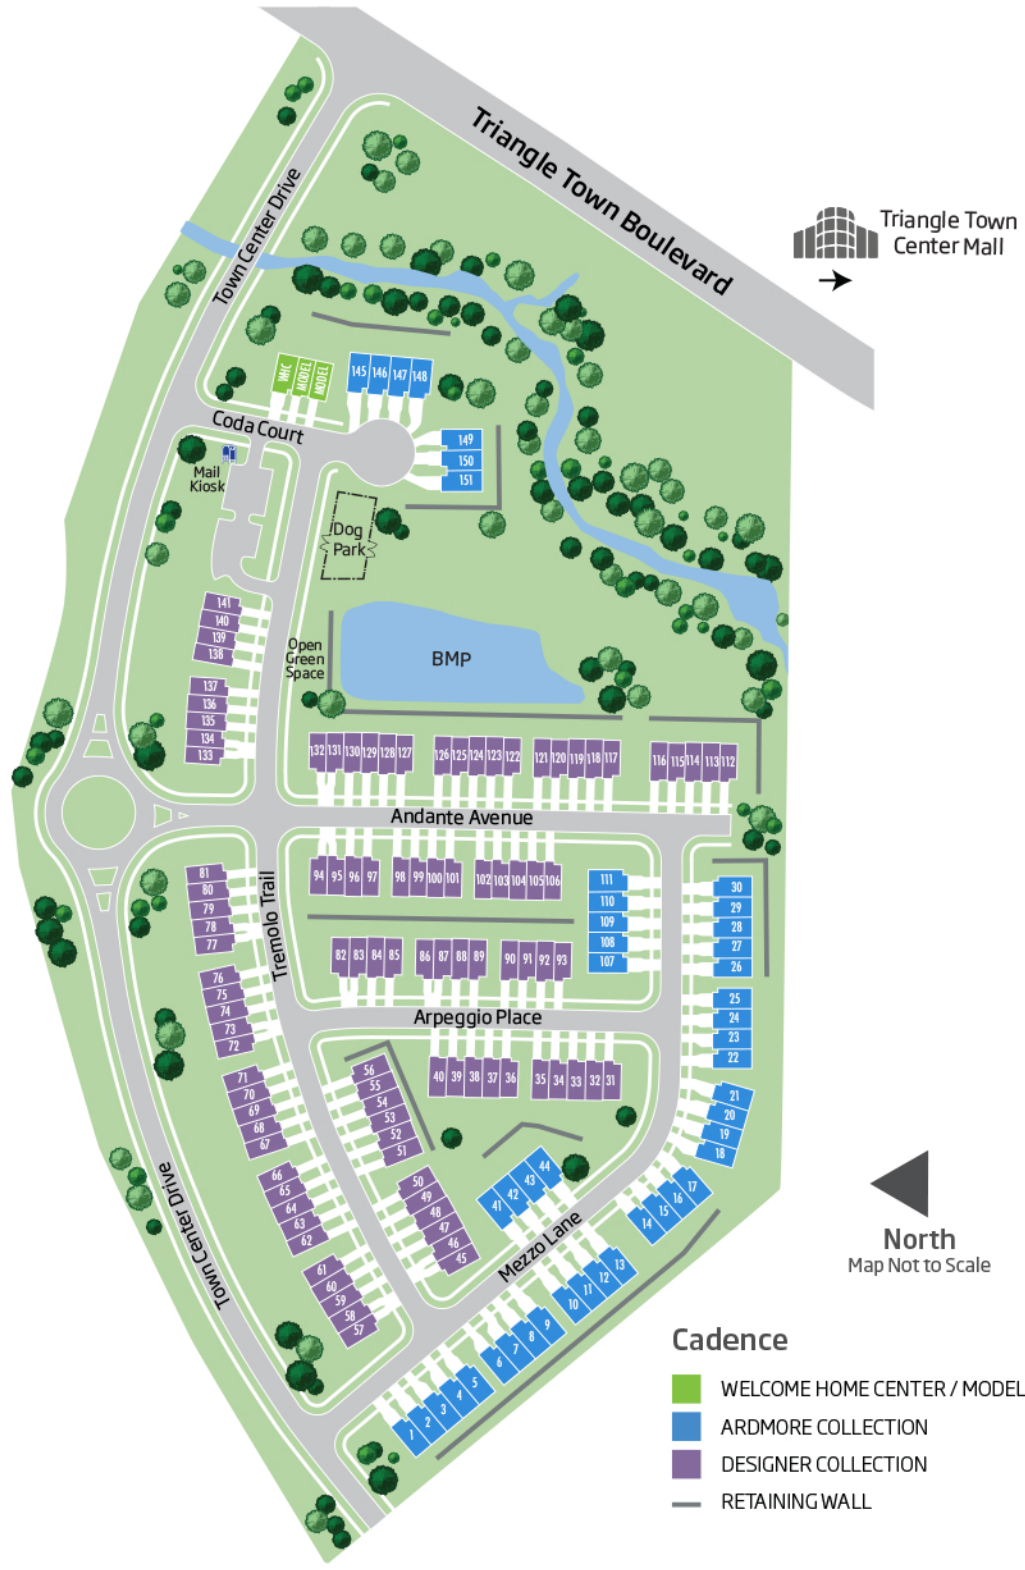 Triangle Town Boulevard
Town Center Drive
Triangle Town
Center Mall
WHC
MODEL
MODEL
145 146 147 148
Coda Court
149
150
151
Mail
Kiosk
Dog
Park
141
140
139
138
Open
Green
Space
BMP
137
136
135
134
133
132 131 130 129 128 127
126 125 124 123 122
121 120 119 118 117
116 115 114 113 112
Andante Avenue
94 95 96 97
98 99 100 101
102 103 104 105 106
111
110
109
108
107
30
29
28
27
26
81
80
79
78
77
Tremolo Trail
82 83 84 85
86 87 88 89
90 91 92 93
76
75
74
73
72
Arpeggio Place
25
24
23
22
40 39 38 37 36
35 34 33 32 31
71
70
69
68
67
56
55
54
53
52
51
21
20
19
18
66
65
64
63
62
50
49
48
47
46
45
41 42 43 44
14 15 16 17
Town Center Drive
Mezzo Lane
61
60
59
58
57
10 11 12 13
6 7 8 9
1 2 3 4 5
North
Map Not to Scale
Cadence
WELCOME HOME CENTER / MODEL
ARDMORE COLLECTION
DESIGNER COLLECTION
RETAINING WALL